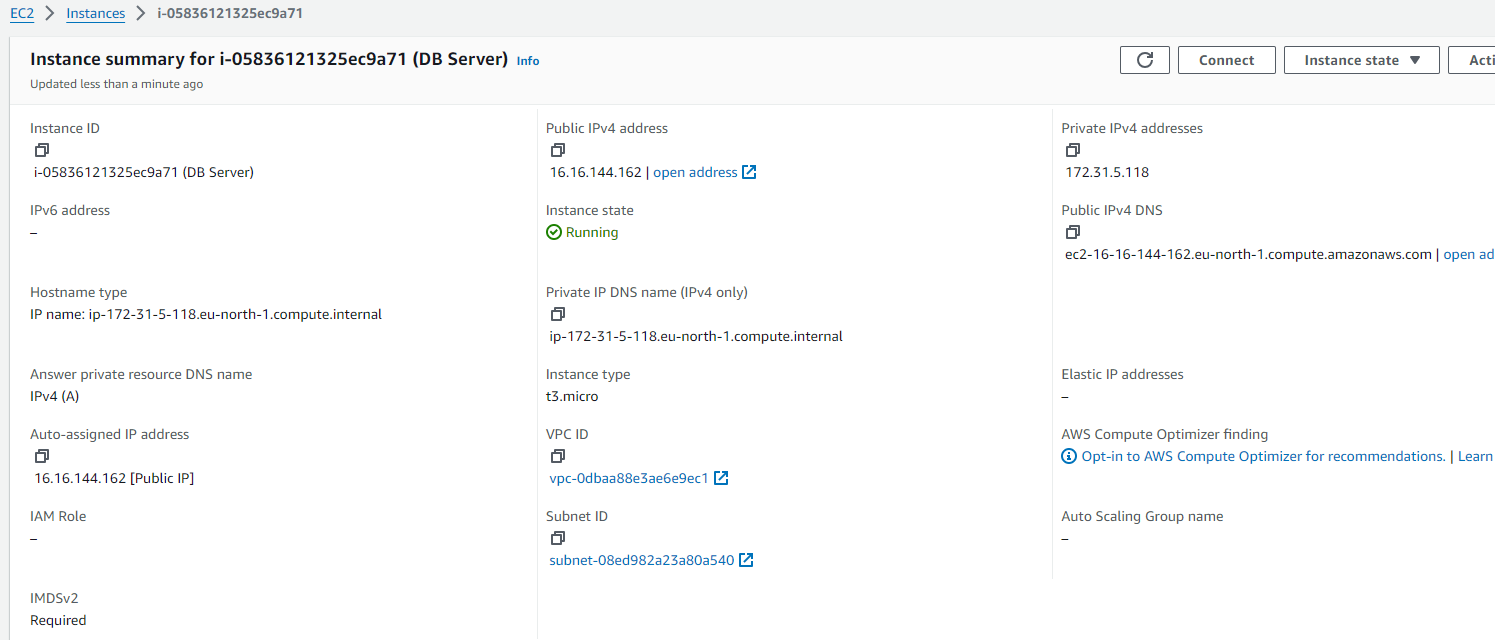 EC2 > Instances > i-05836121325ec9a71
Instance summary for i-05836121325ec9a71 (DB Server) Info
Updated less than a minute ago
Connect
Instance state
Acti
Instance ID
i-05836121325ec9a71 (DB Server)
Public IPv4 address
16.16.144.162 | open address
Private IPv4 addresses
172.31.5.118
IPv6 address
–
Instance state
Running
Public IPv4 DNS
ec2-16-16-144-162.eu-north-1.compute.amazonaws.com | open ad
Hostname type
IP name: ip-172-31-5-118.eu-north-1.compute.internal
Private IP DNS name (IPv4 only)
ip-172-31-5-118.eu-north-1.compute.internal
Answer private resource DNS name
IPv4 (A)
Instance type
t3.micro
Elastic IP addresses
–
Auto-assigned IP address
16.16.144.162 [Public IP]
VPC ID
vpc-0dbaa88e3ae6e9ec1
AWS Compute Optimizer finding
Opt-in to AWS Compute Optimizer for recommendations. | Learn
IAM Role
–
Subnet ID
subnet-08ed982a23a80a540
Auto Scaling Group name
–
IMDSv2
Required